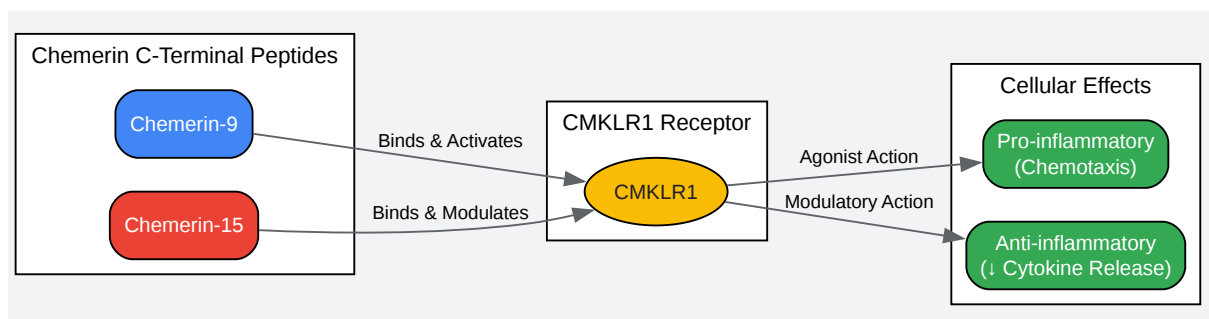 Chemerin C-Terminal Peptides
Chemerin-9
Chemerin-15
Binds & Activates
Binds & Modulates
CMKLR1 Receptor
CMKLR1
Agonist Action
Modulatory Action
Cellular Effects
Pro-inflammatory
(Chemotaxis)
Anti-inflammatory
(↓ Cytokine Release)